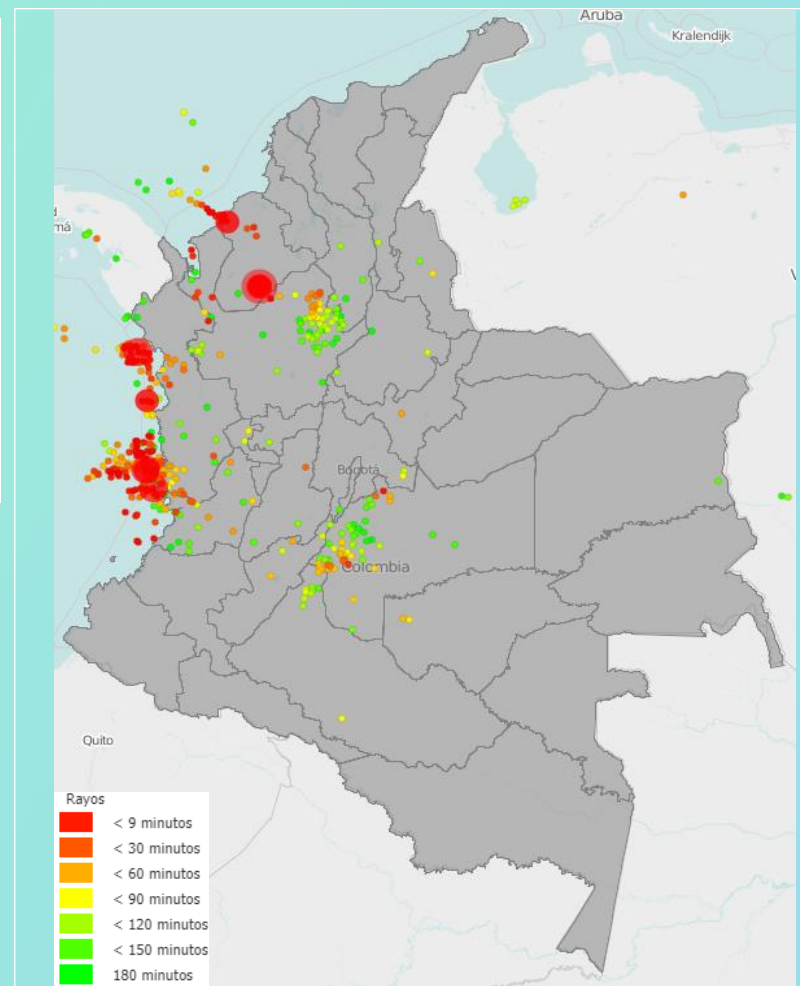 Aruba
Kralendijk
d
má
V
Bogotá
Colombia
Quito
Rayos
< 9 minutos
< 30 minutos
< 60 minutos
< 90 minutos
< 120 minutos
< 150 minutos
180 minutos